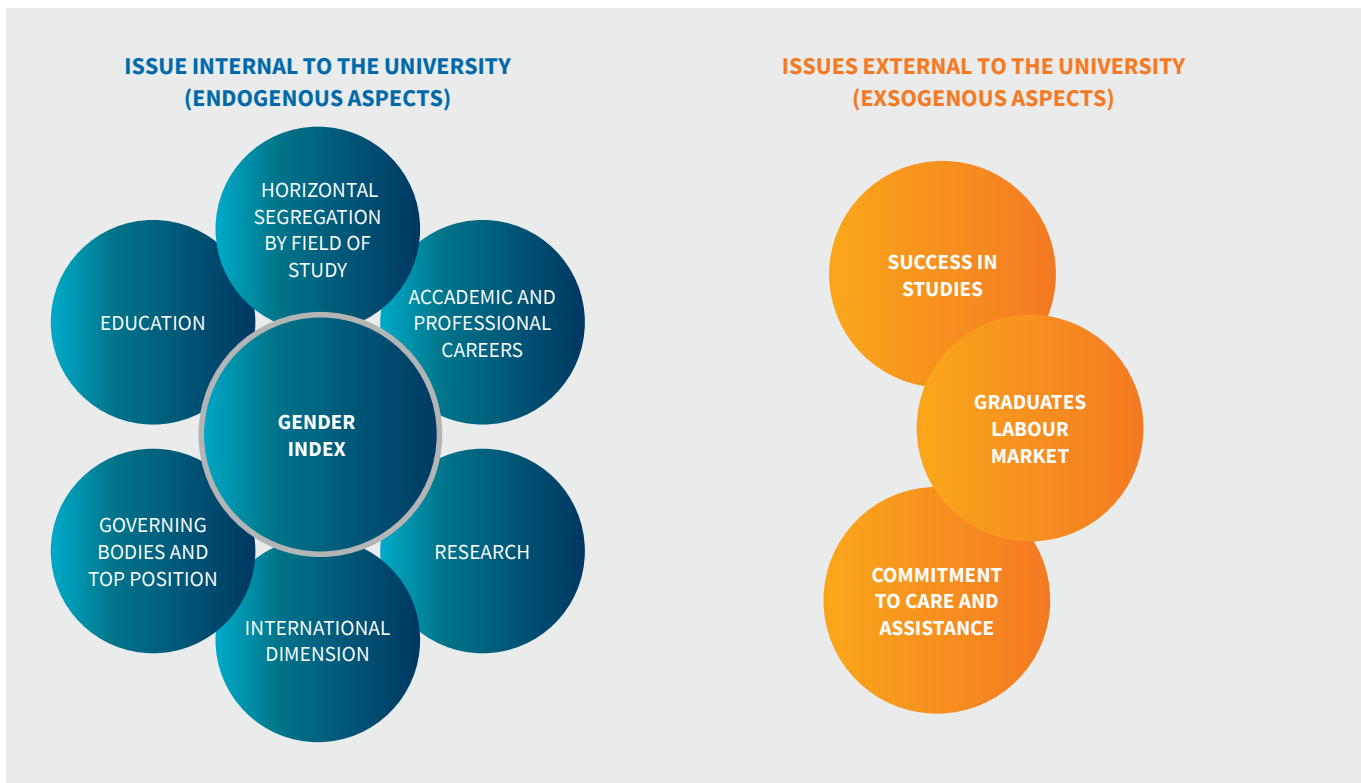 ISSUE INTERNAL TO THE UNIVERSITY
(ENDOGENOUS ASPECTS)
HORIZONTAL
SEGREGATION
BY FIELD OF
STUDY
EDUCATION
ACCADEMIC AND
PROFESSIONAL
CAREERS
GENDER
INDEX
GOVERNING
BODIES AND
TOP POSITION
RESEARCH
INTERNATIONAL
DIMENSION
ISSUES EXTERNAL TO THE UNIVERSITY
(EXSOGENOUS ASPECTS)
SUCCESS IN
STUDIES
GRADUATES
LABOUR
MARKET
COMMITMENT
TO CARE AND
ASSISTANCE